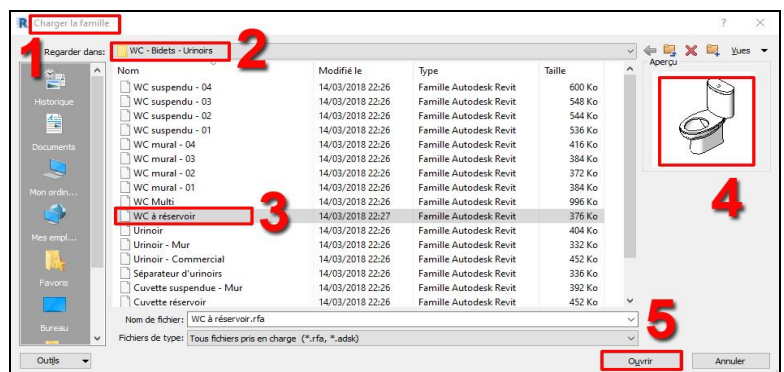 Charger la famille
1
Regarder dans: WC - Bidets - Urinoirs 2
Vues
Nom Modifié le Type Taille
Aperçu
WC suspendu - 04 14/03/2018 22:26 Famille Autodesk Revit 600 Ko
WC suspendu - 03 14/03/2018 22:26 Famille Autodesk Revit 548 Ko
WC suspendu - 02 14/03/2018 22:26 Famille Autodesk Revit 544 Ko
WC suspendu - 01 14/03/2018 22:26 Famille Autodesk Revit 536 Ko
WC mural - 04 14/03/2018 22:26 Famille Autodesk Revit 416 Ko
WC mural - 03 14/03/2018 22:26 Famille Autodesk Revit 384 Ko
WC mural - 02 14/03/2018 22:26 Famille Autodesk Revit 372 Ko
WC mural - 01 14/03/2018 22:26 Famille Autodesk Revit 384 Ko
WC Multi 14/03/2018 22:26 Famille Autodesk Revit 996 Ko
WC à réservoir 3 14/03/2018 22:27 Famille Autodesk Revit 376 Ko
Urinoir 14/03/2018 22:26 Famille Autodesk Revit 404 Ko
Urinoir - Mur 14/03/2018 22:26 Famille Autodesk Revit 332 Ko
Urinoir - Commercial 14/03/2018 22:26 Famille Autodesk Revit 452 Ko
Séparateur d'urinoirs 14/03/2018 22:26 Famille Autodesk Revit 336 Ko
Cuvette suspendue - Mur 14/03/2018 22:26 Famille Autodesk Revit 392 Ko
Cuvette réservoir 14/03/2018 22:26 Famille Autodesk Revit 452 Ko
Historique
Documents
Mon ordin...
Mes empl...
Favoris
Bureau
4
Nom de fichier: WC à réservoir.rfa
5
Fichiers de type: Tous fichiers pris en charge (*.rfa, *.adsk)
Outils
Ouvrir
Annuler